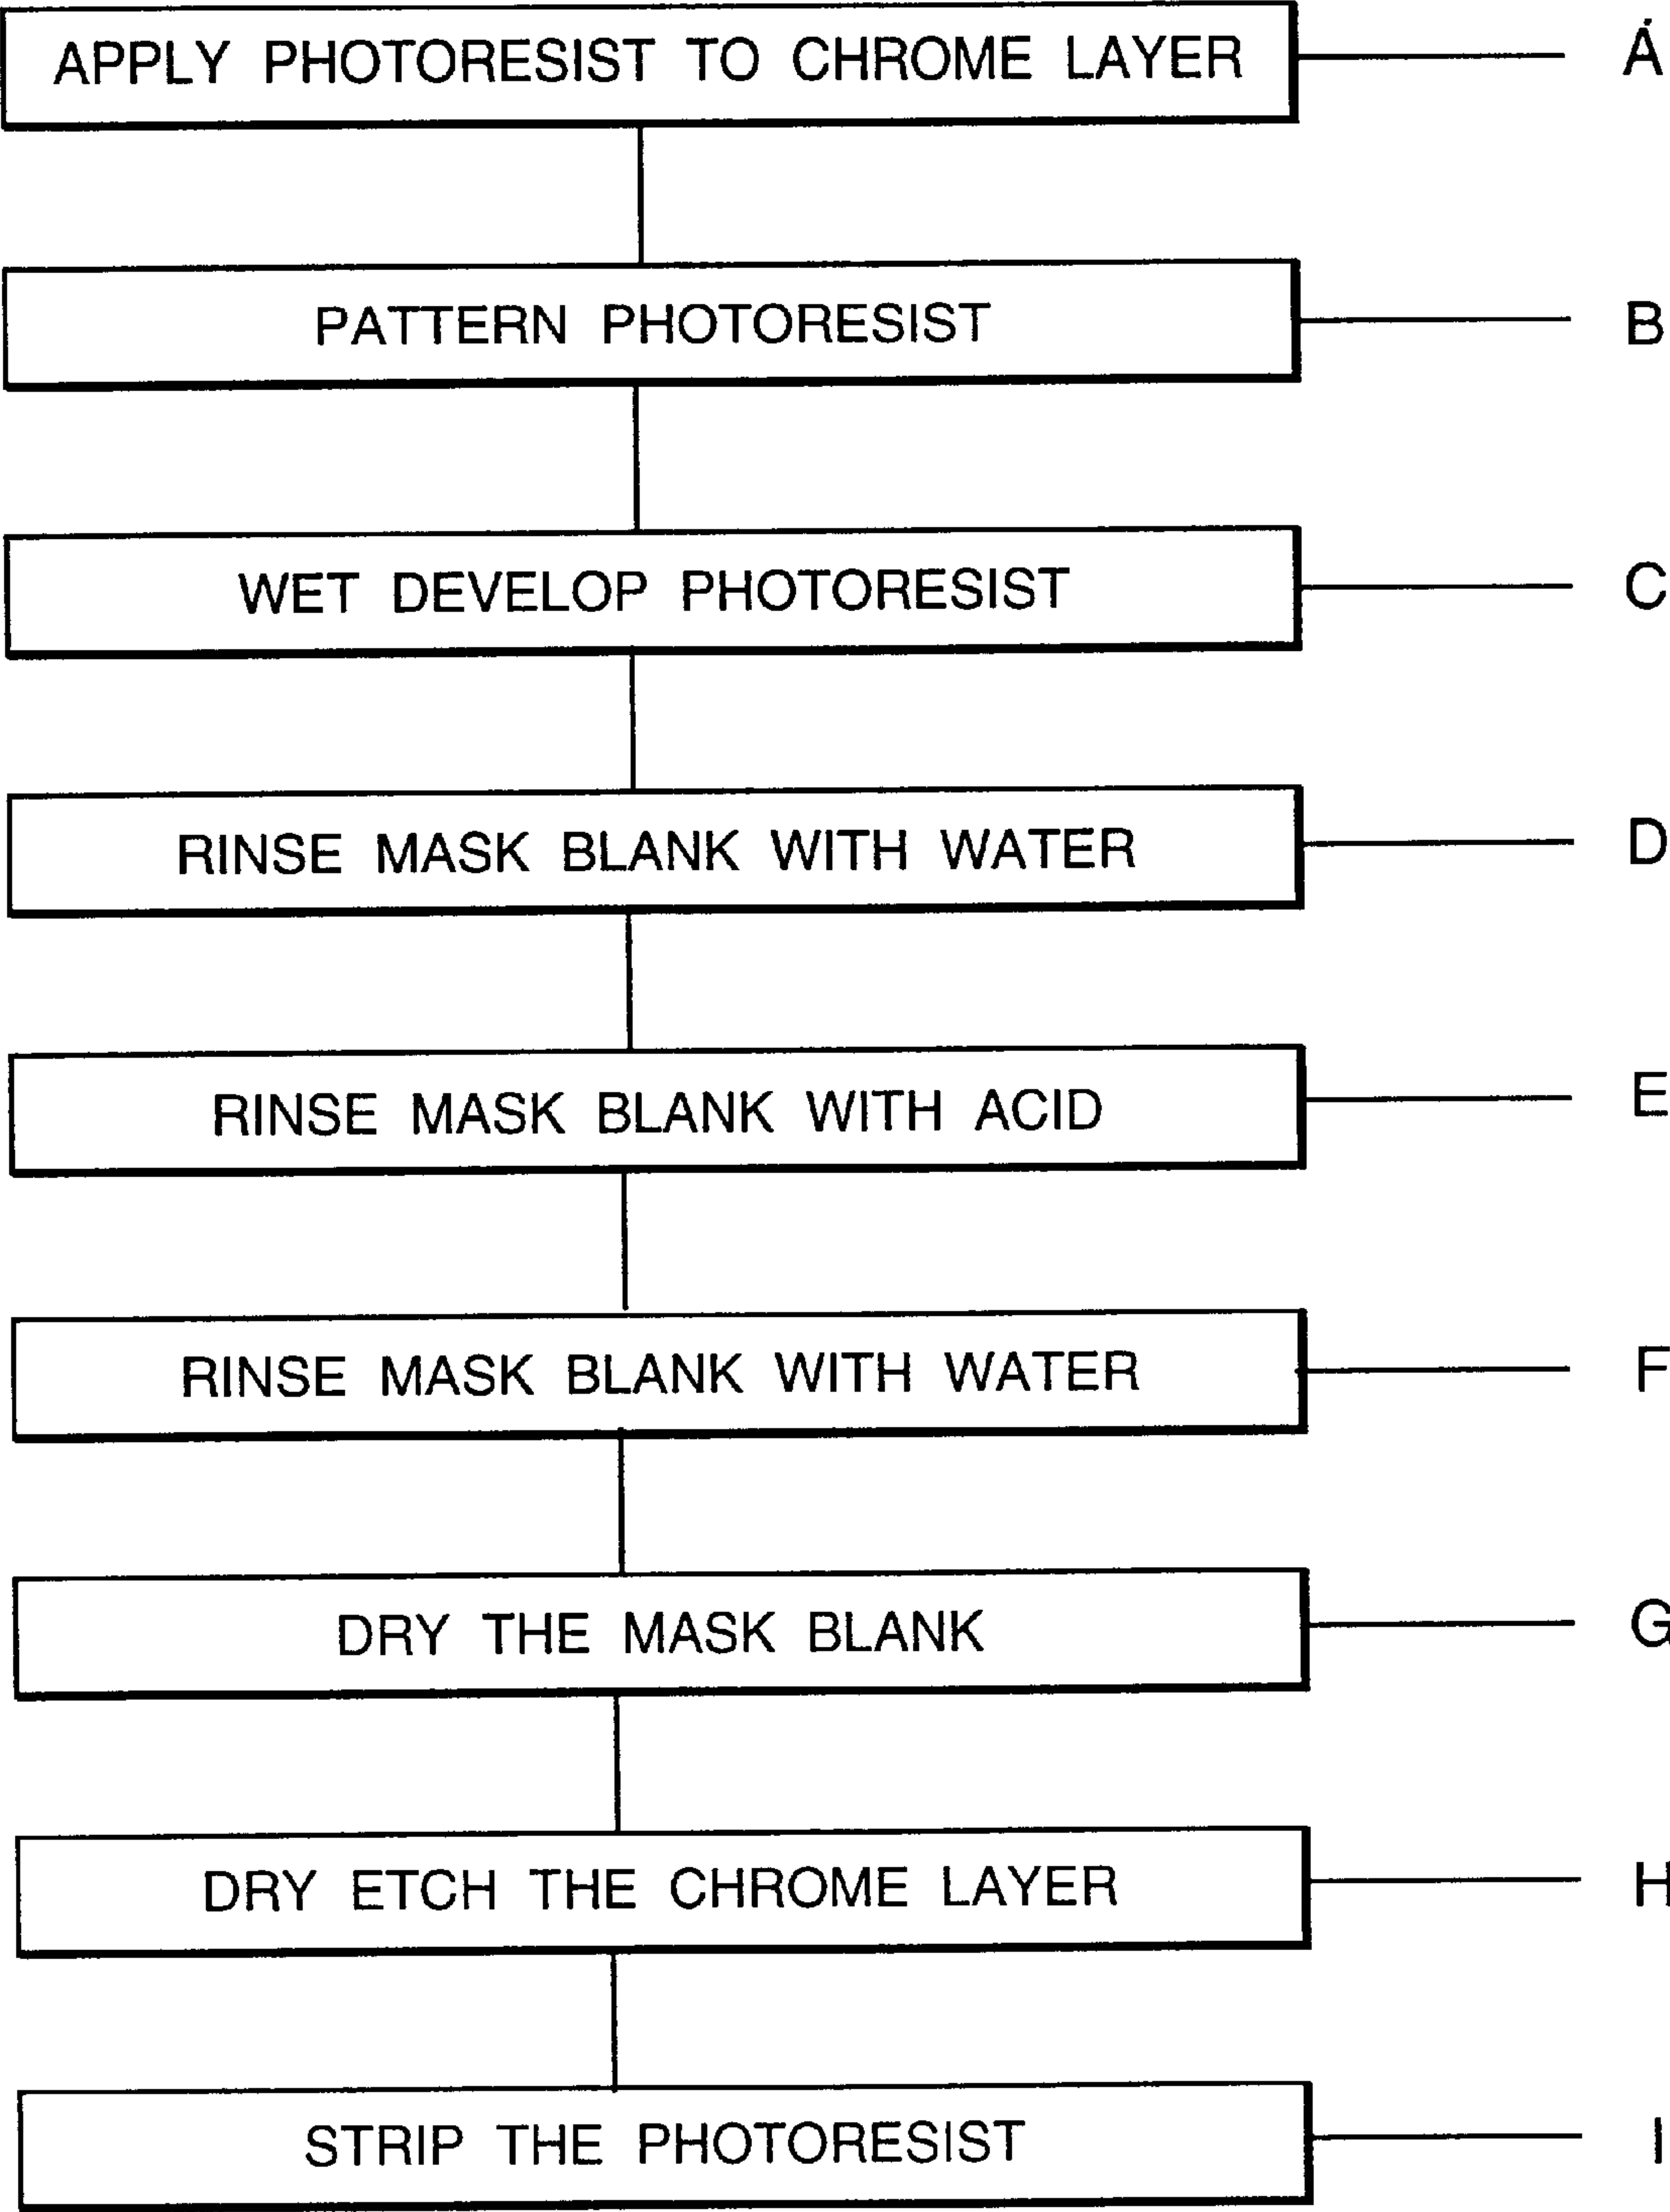 APPLY PHOTORESIST TO CHROME LAYER A
PATTERN PHOTORESIST B
WET DEVELOP PHOTORESIST C
RINSE MASK BLANK WITH WATER D
RINSE MASK BLANK WITH ACID E
RINSE MASK BLANK WITH WATER F
DRY THE MASK BLANK G
DRY ETCH THE CHROME LAYER H
STRIP THE PHOTORESIST I